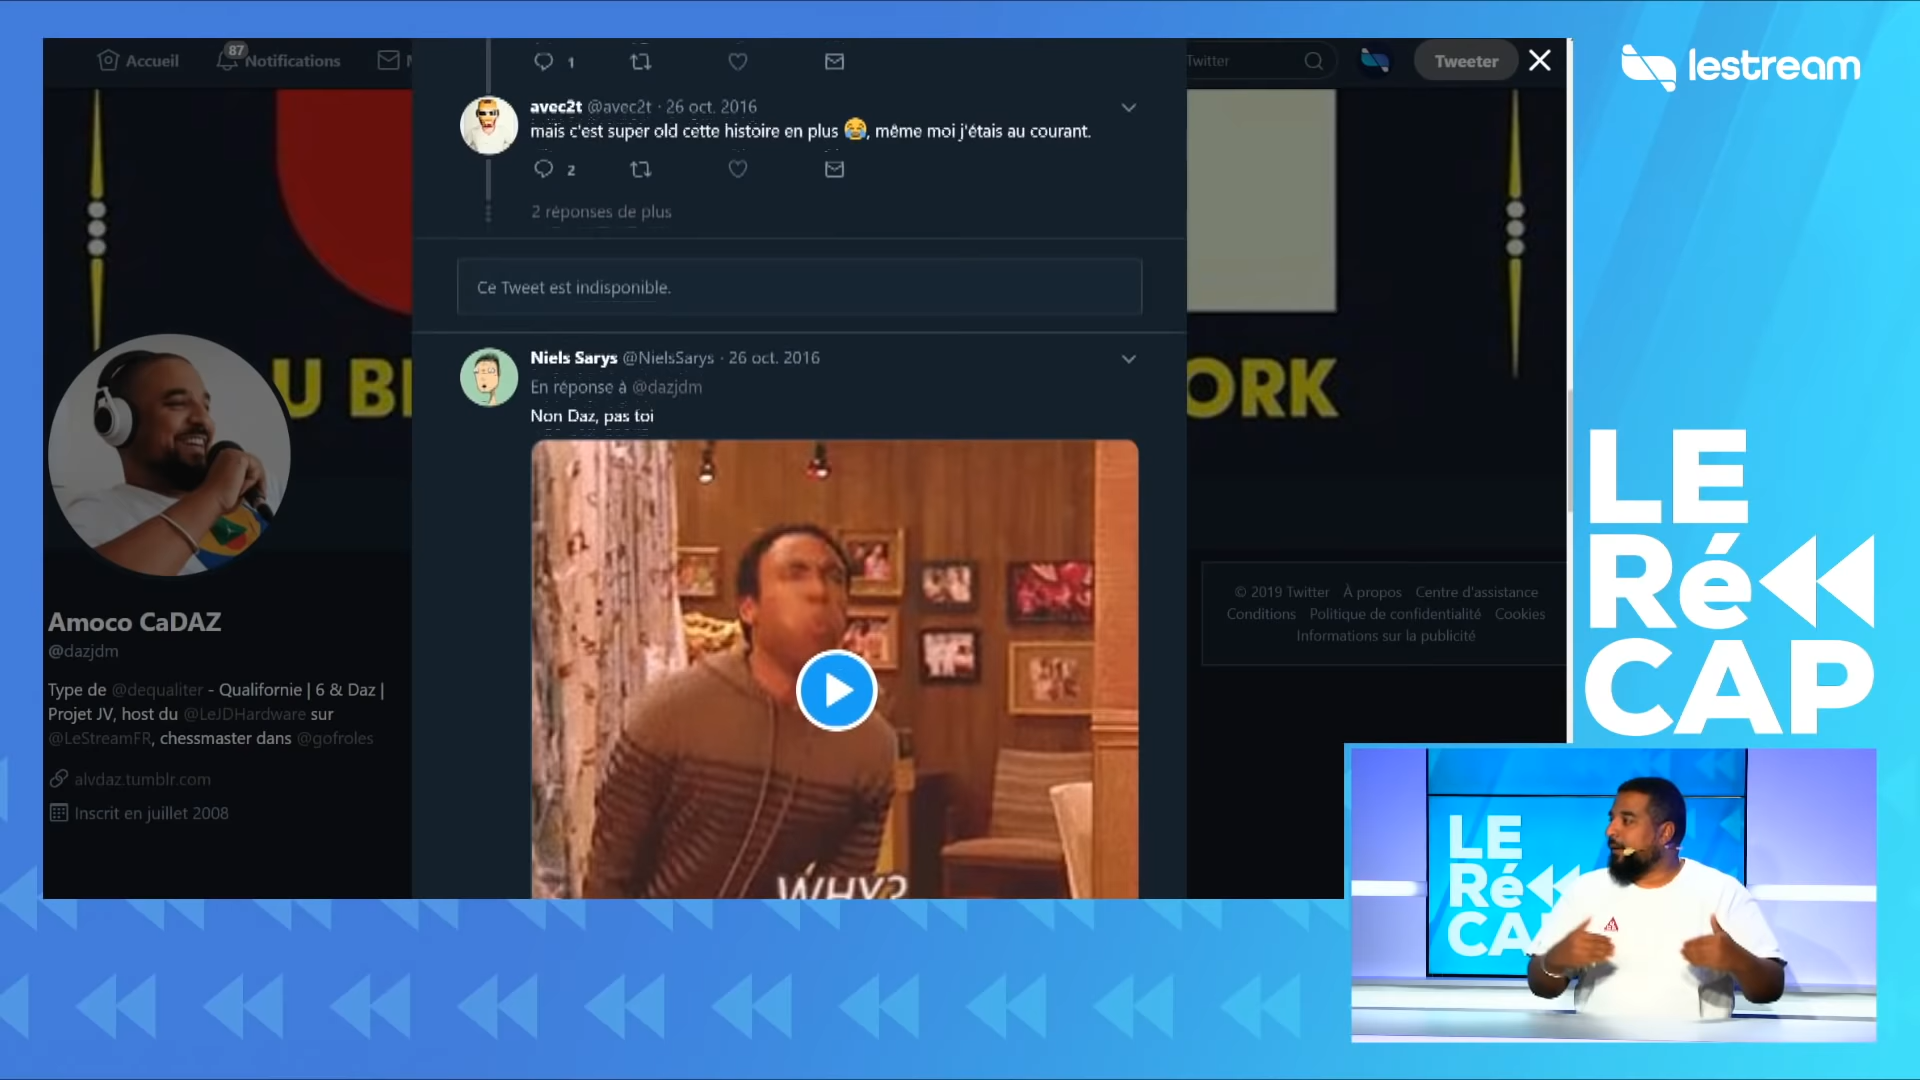 Accueil
87
Notifications
Twitter
Tweeter
lestream
1
avec2t @avec2t · 26 oct. 2016
mais c'est super old cette histoire en plus 😂, même moi j'étais au courant.
2
2 réponses de plus
Ce Tweet est indisponible.
Niels Sarys @NielsSarys · 26 oct. 2016
En réponse à @dazjdm
Non Daz, pas toi
WHY?
U B
ORK
Amoco CaDAZ
@dazjdm
Type de @dequaliter - Qualifornie | 6 & Daz |
Projet JV, host du @LeJDHardware sur
@LeStreamFR, chessmaster dans @gofroles
alvdaz.tumblr.com
Inscrit en juillet 2008
© 2019 Twitter À propos Centre d'assistance
Conditions Politique de confidentialité Cookies
Informations sur la publicité
LE
Ré
CAP
LE
Ré
CA